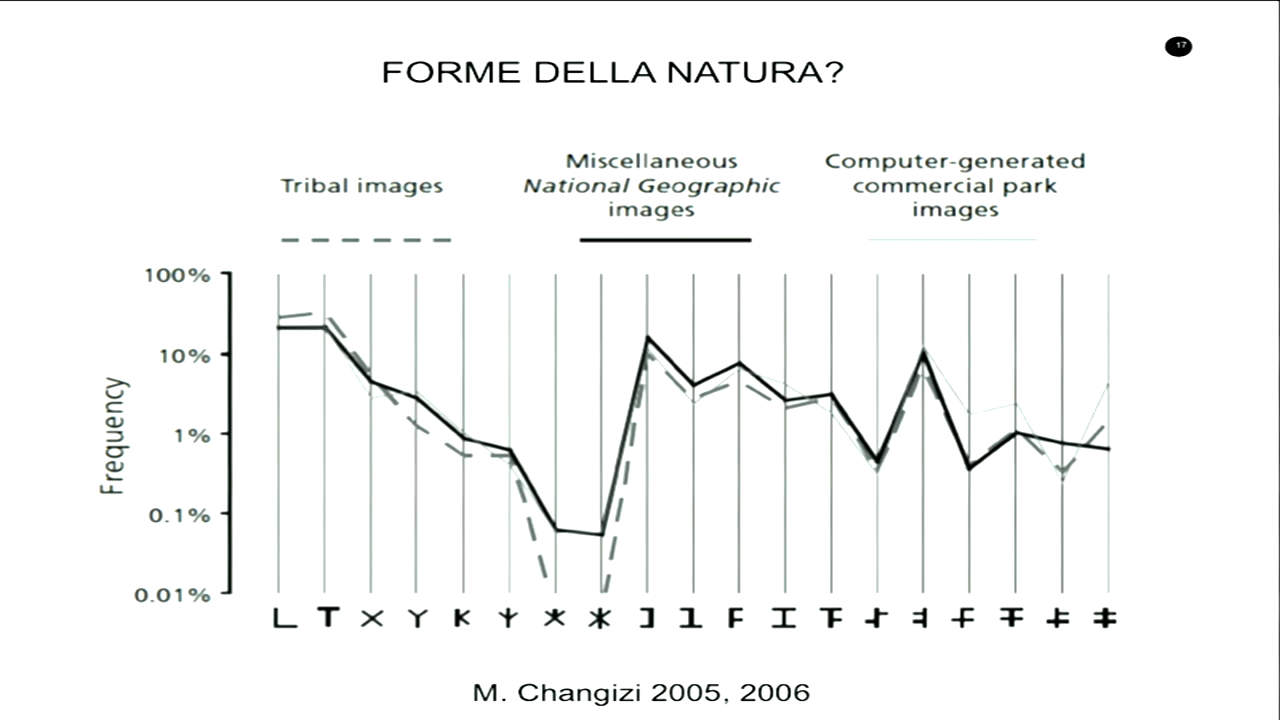 17
FORME DELLA NATURA?
Tribal images
Miscellaneous
National Geographic
images
Computer-generated
commercial park
images
100%
10%
1%
0.1%
0.01%
Frequency
M. Changizi 2005, 2006